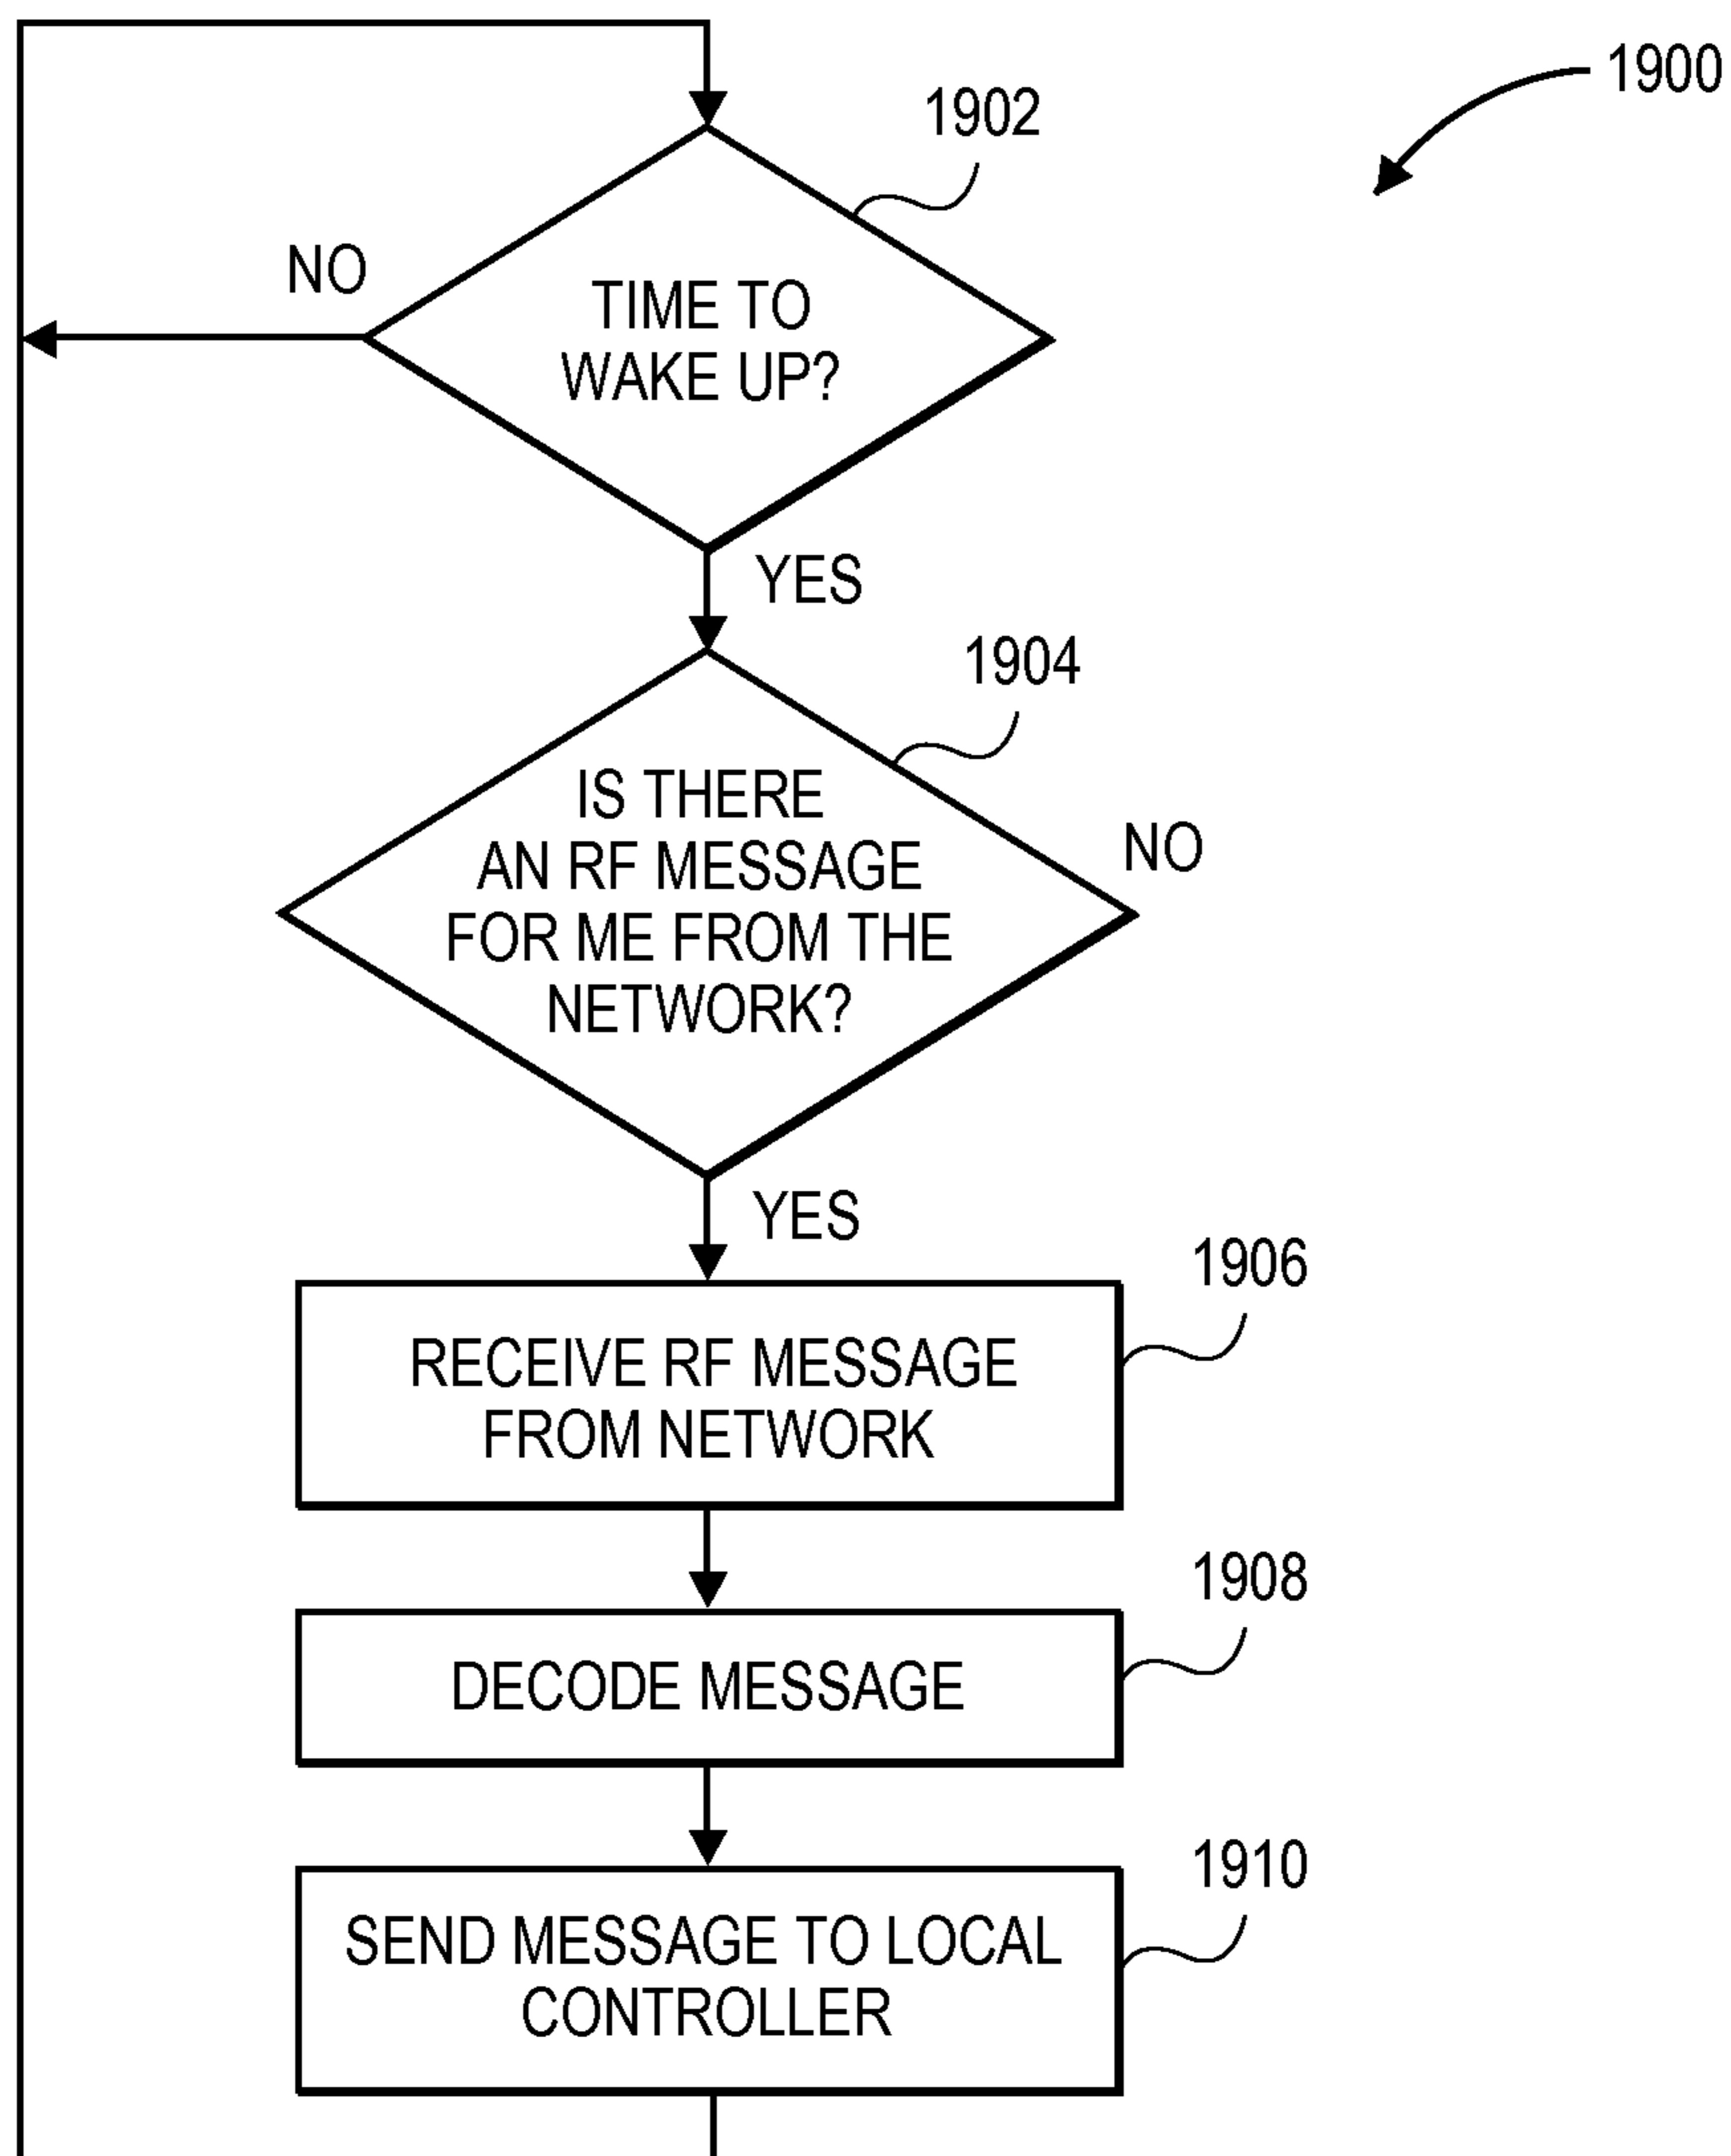 1900
1902
NO
TIME TO
WAKE UP?
YES
1904
IS THERE
AN RF MESSAGE
FOR ME FROM THE
NETWORK?
NO
YES
1906
RECEIVE RF MESSAGE
FROM NETWORK
1908
DECODE MESSAGE
1910
SEND MESSAGE TO LOCAL
CONTROLLER